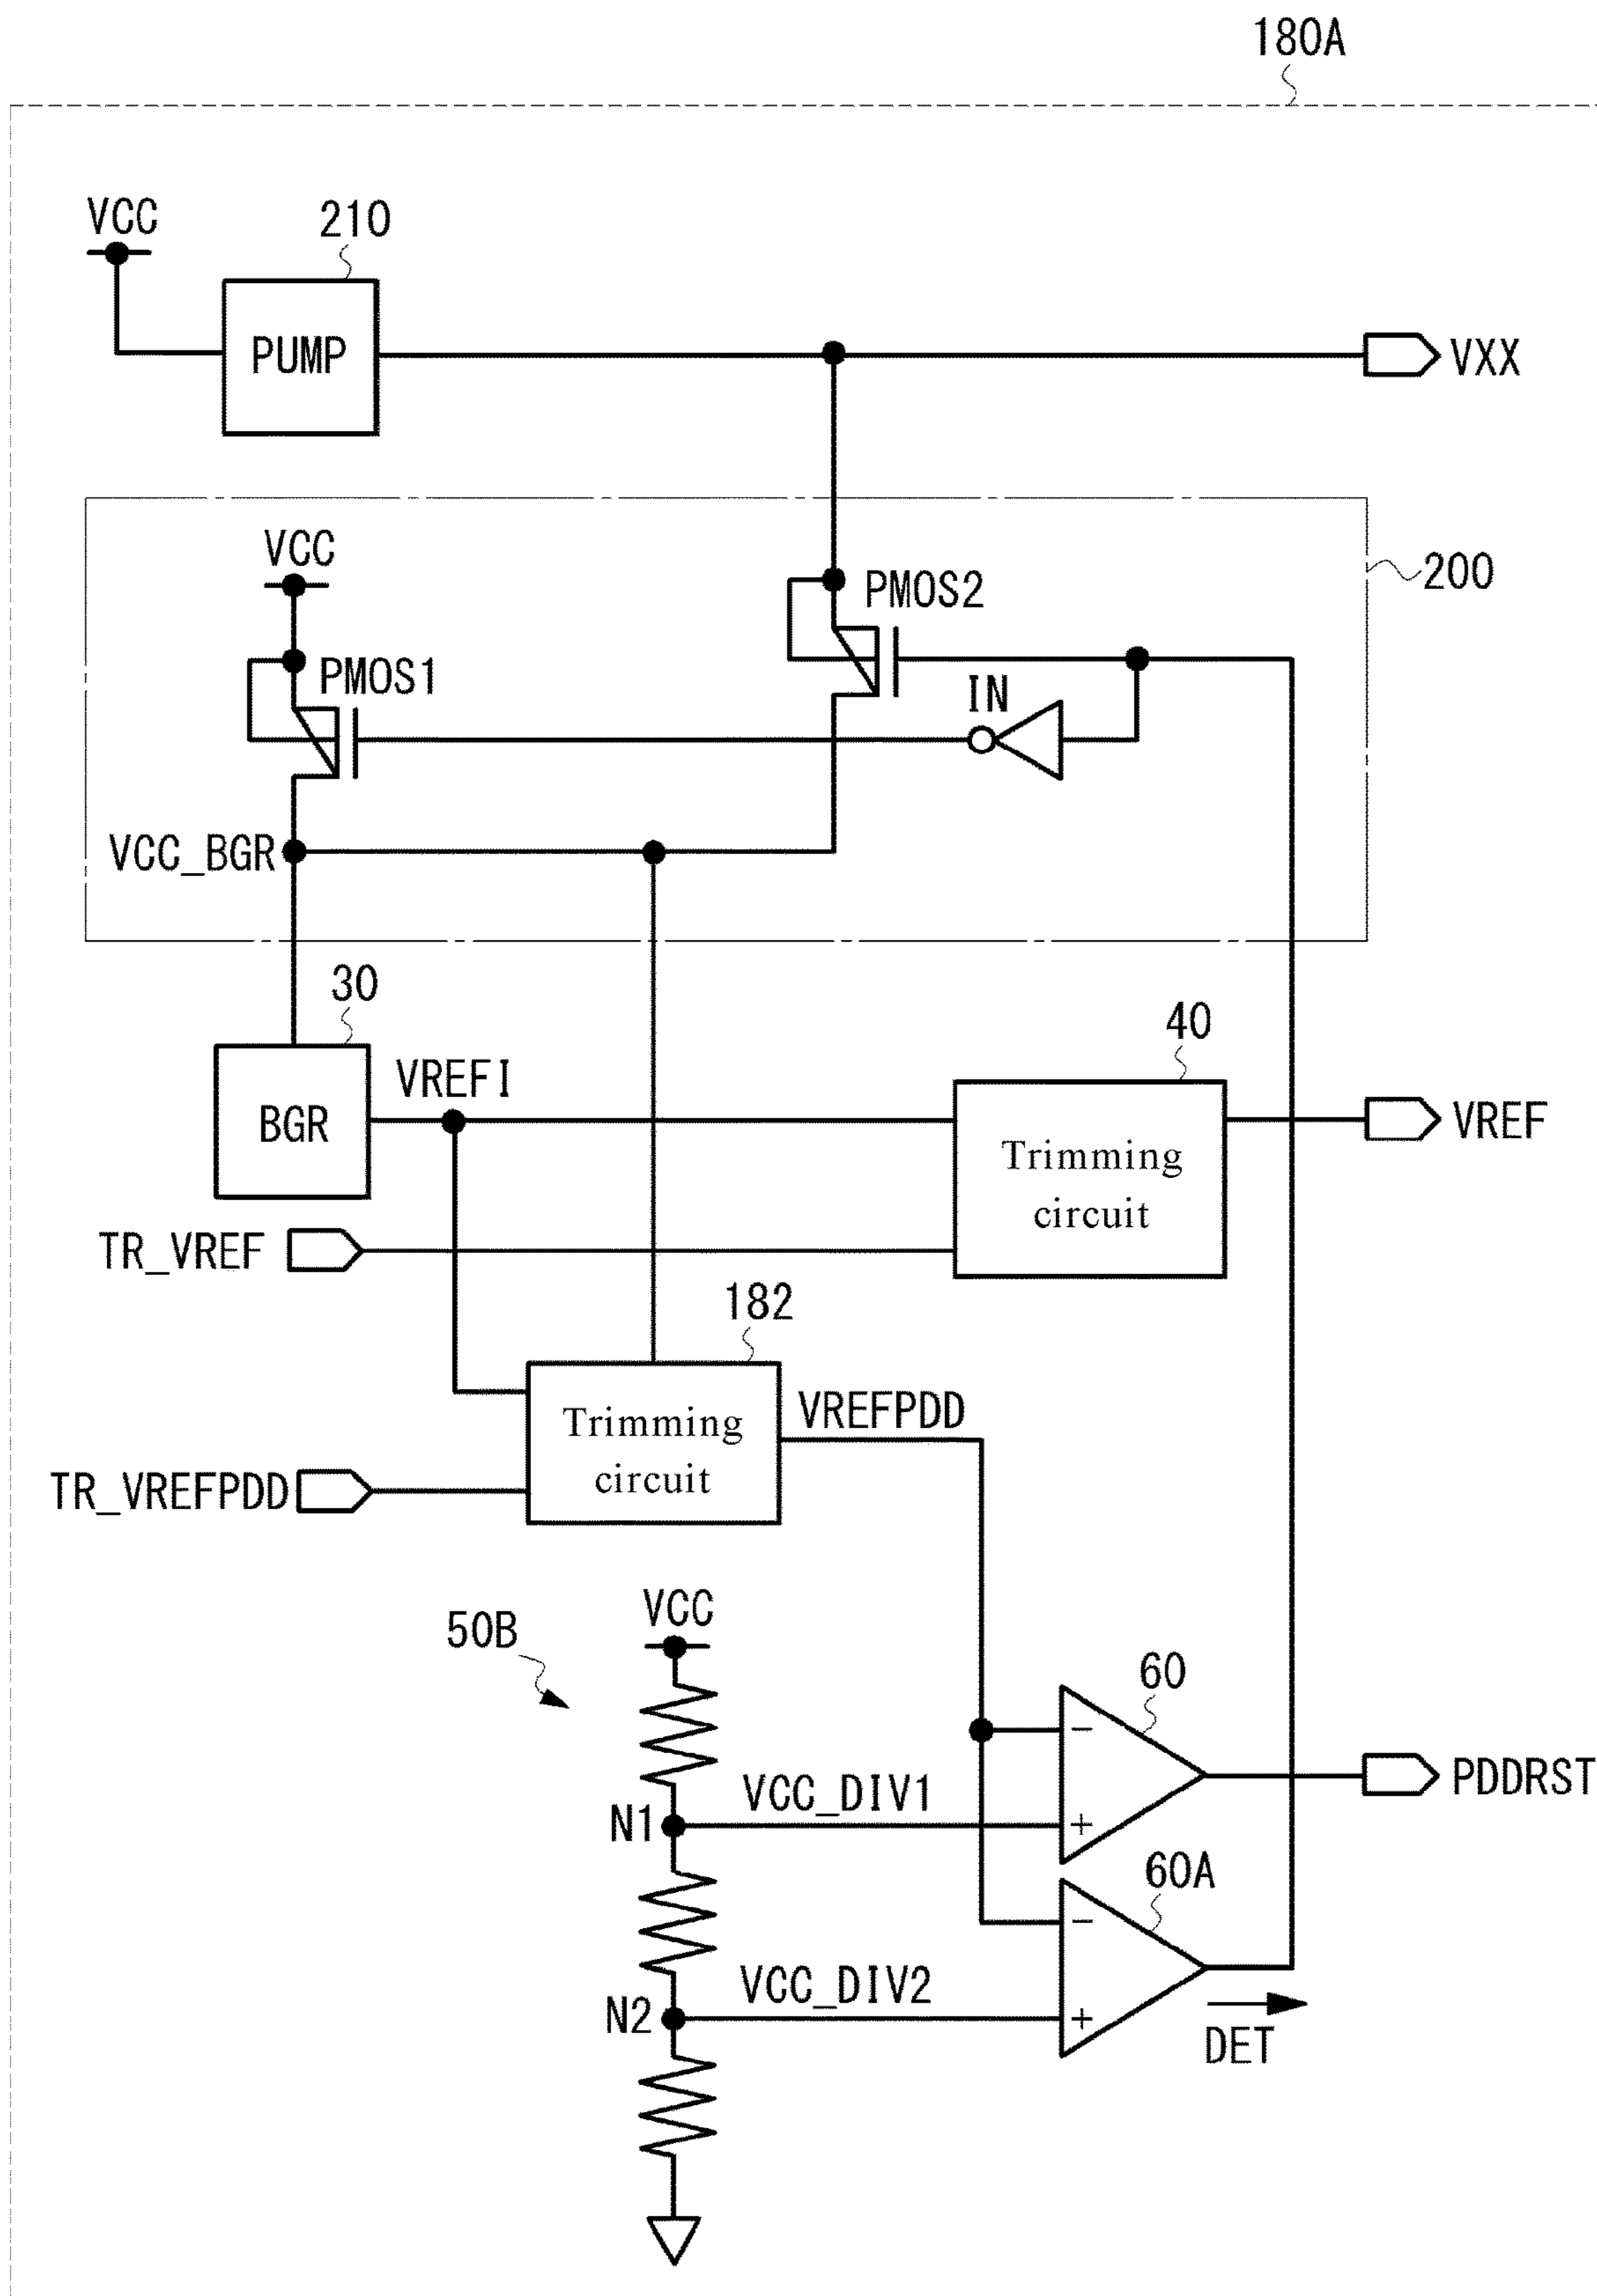 180A
VCC
210
PUMP
VXX
VCC
PMOS2
200
PMOS1
IN
VCC_BGR
30
40
VREFI
BGR
VREF
Trimming
circuit
TR_VREF
182
VREFPDD
Trimming
circuit
TR_VREFPDD
VCC
50B
60
−
PDDRST
VCC_DIV1
N1
+
60A
−
VCC_DIV2
N2
+
DET